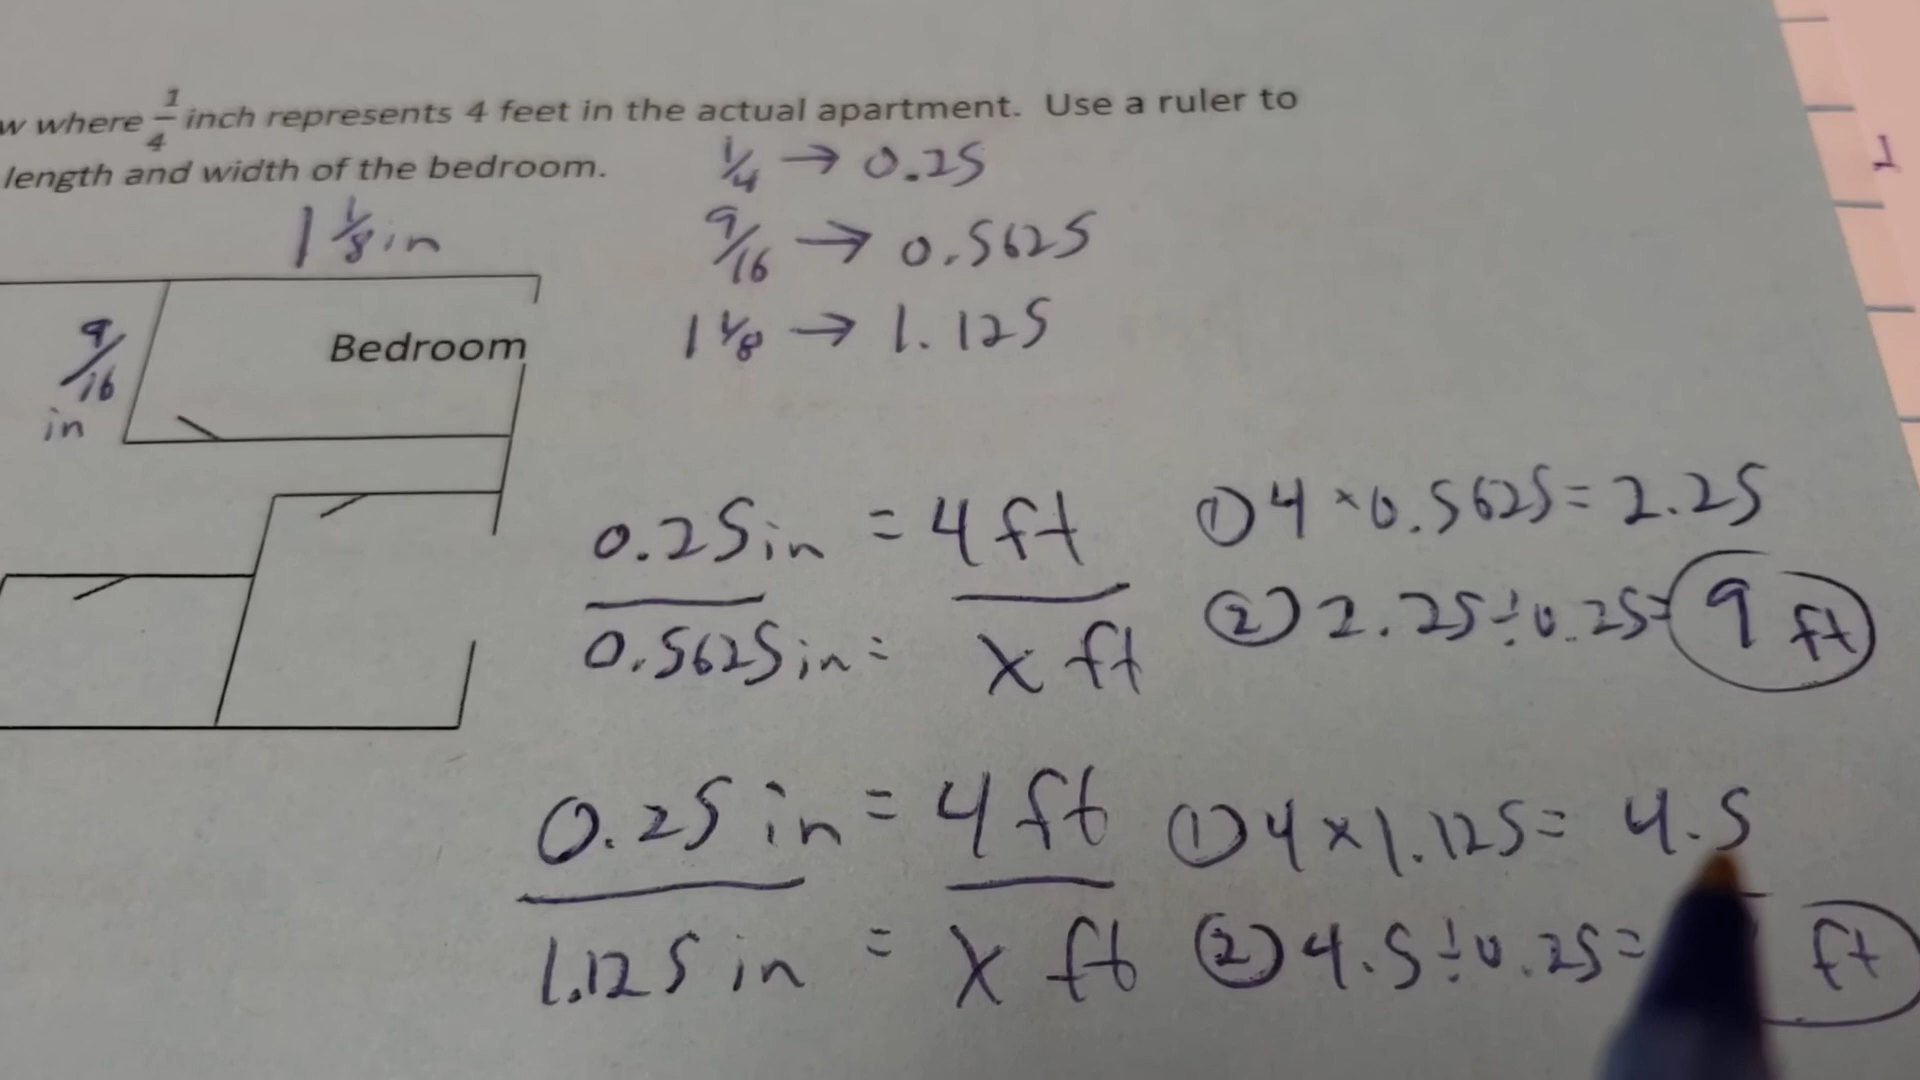 w where 1/4 inch represents 4 feet in the actual apartment. Use a ruler to
length and width of the bedroom.
1/4 → 0.25
1 1/8 in
9/16 → 0.5625
1 1/8 → 1.125
9/16 in
Bedroom
0.25in = 4 ft
0.5625in = x ft
① 4 × 0.5625 = 2.25
② 2.25 ÷ 0.25 = 9 ft
0.25 in = 4 ft
1.125 in = x ft
① 4 × 1.125 = 4.5
② 4.5 ÷ 0.25 = ft
1